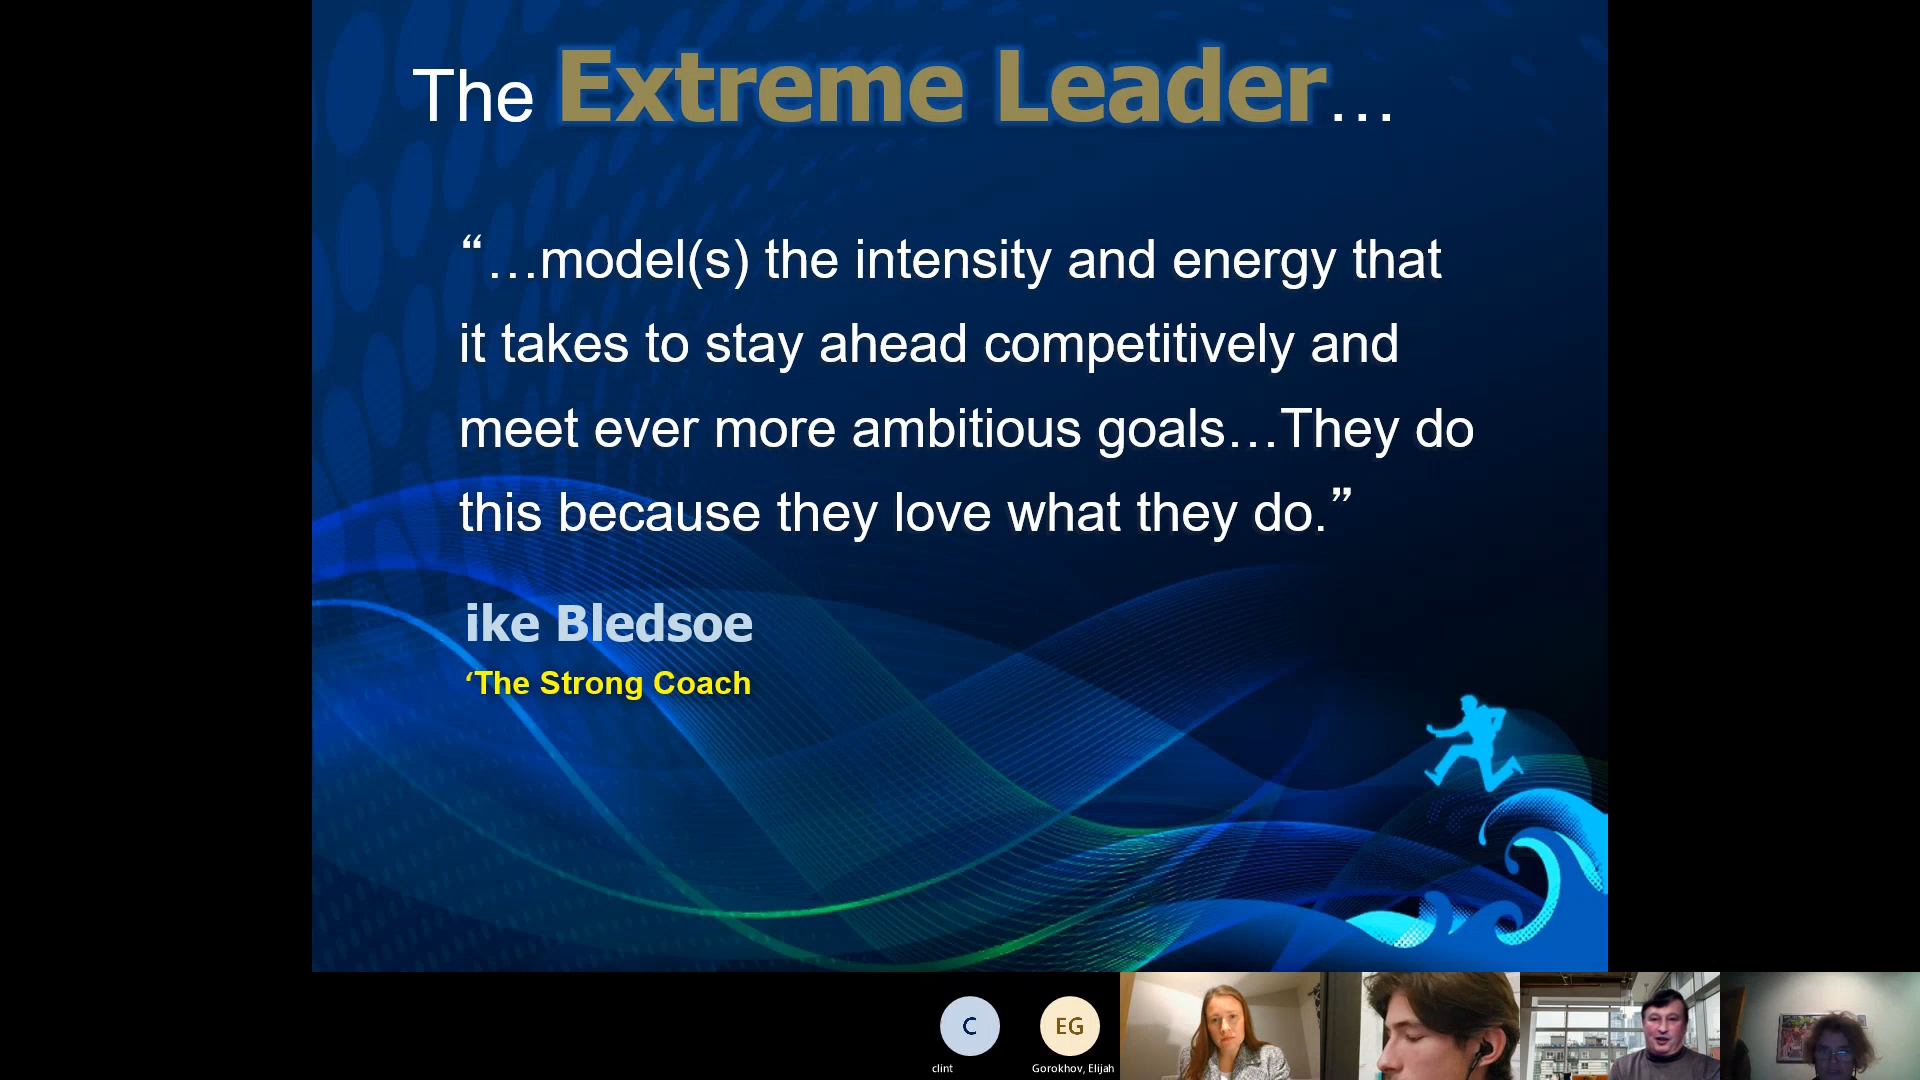 The Extreme Leader…
“…model(s) the intensity and energy that
it takes to stay ahead competitively and
meet ever more ambitious goals…They do
this because they love what they do.”
ike Bledsoe
‘The Strong Coach
C
EG
clint
Gorokhov, Elijah